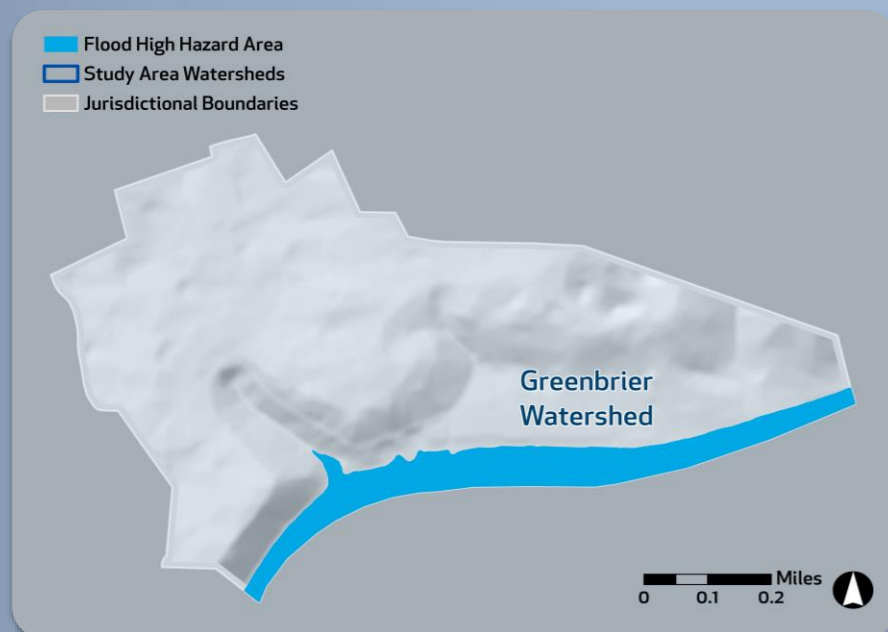 Flood High Hazard Area
Study Area Watersheds
Jurisdictional Boundaries
Greenbrier
Watershed
Miles
0 0.1 0.2